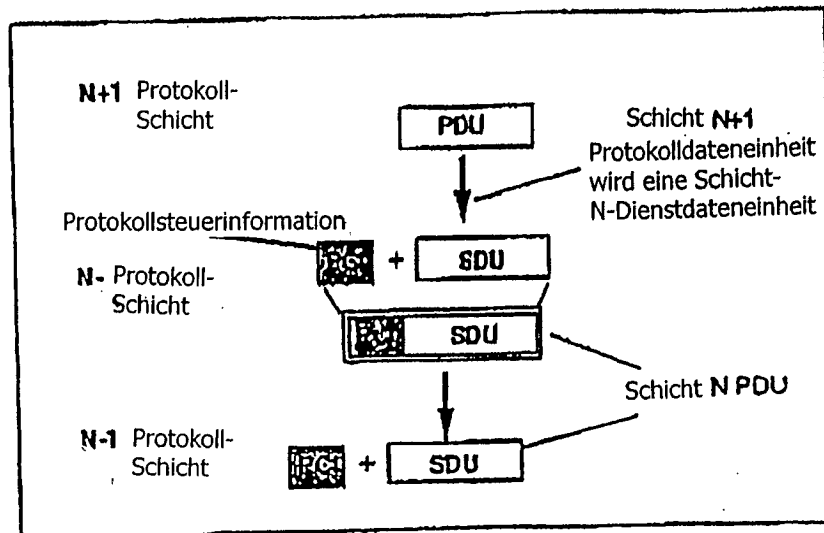 N+1 Protokoll-
Schicht
PDU
Schicht N+1
Protokolldateneinheit
wird eine Schicht-
N-Dienstdateneinheit
Protokollsteuerinformation
+ SDU
N- Protokoll-
Schicht
SDU
Schicht N PDU
N-1 Protokoll-
Schicht
PCI + SDU